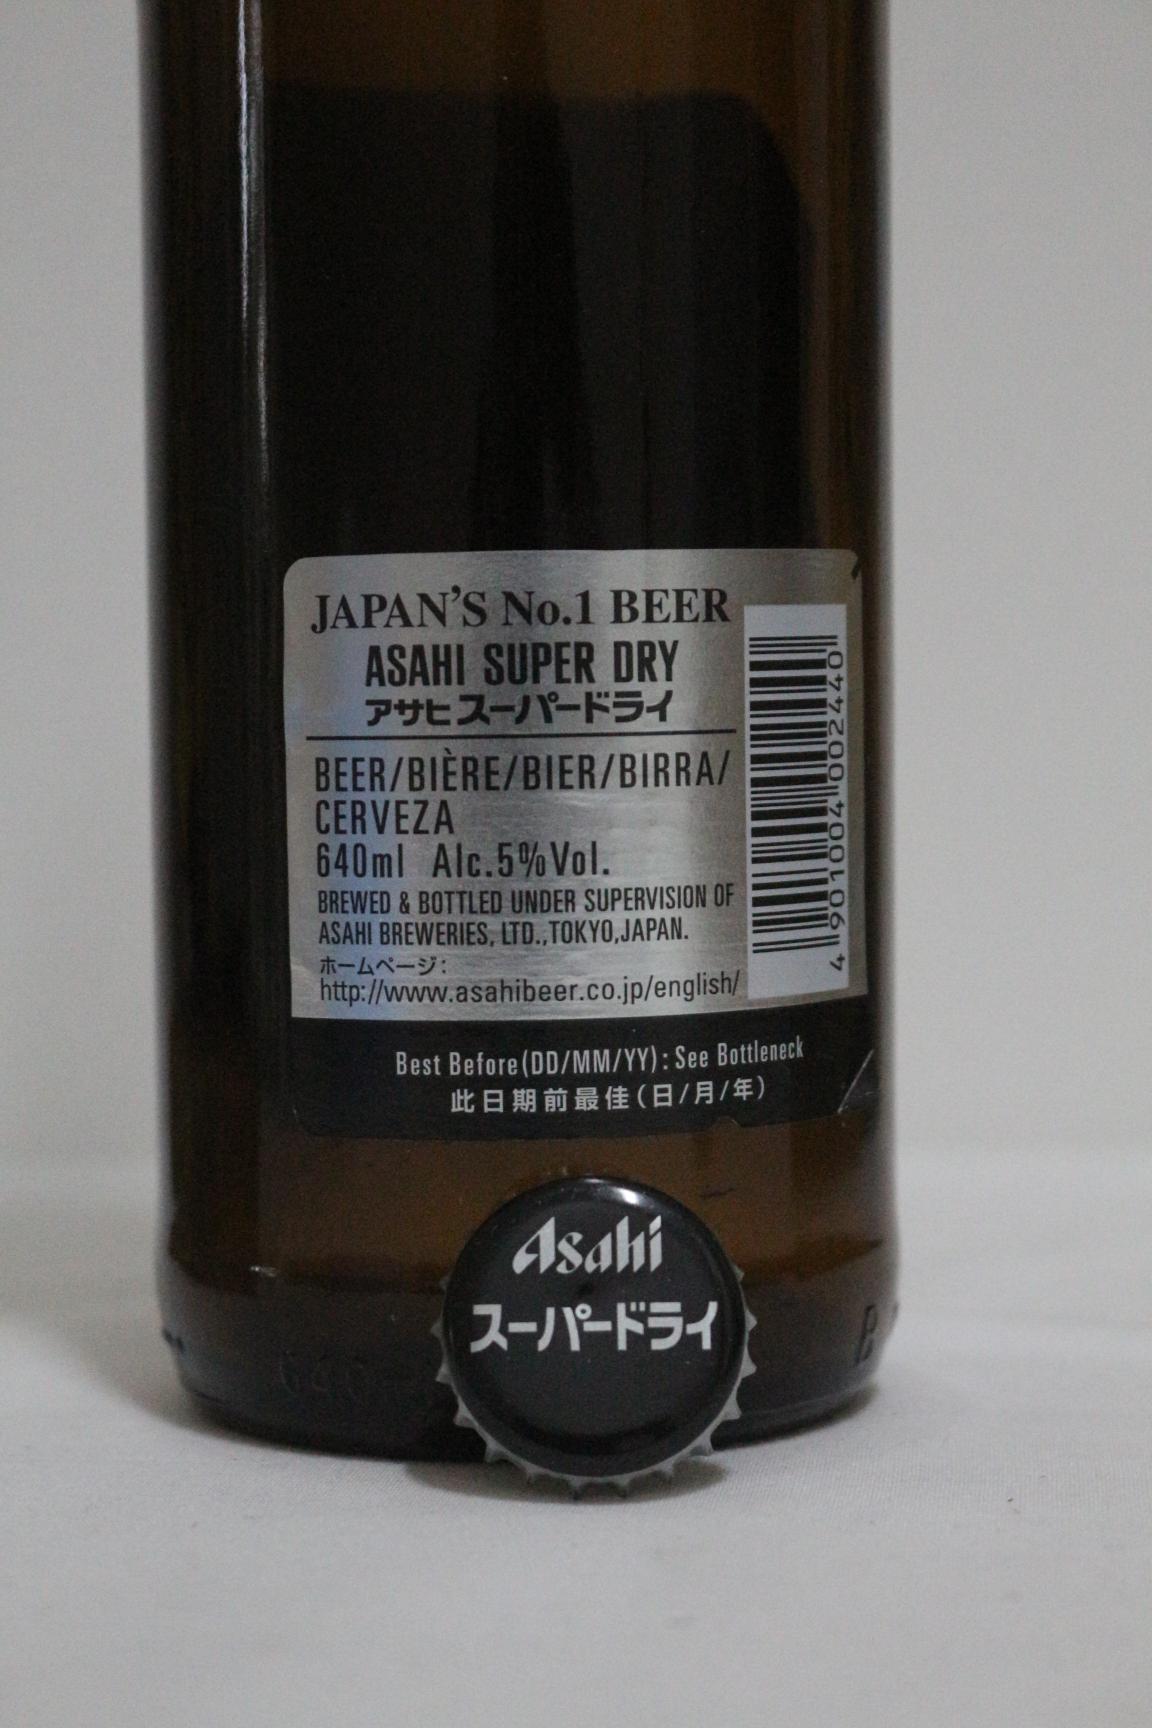 JAPAN'S No.1 BEER
ASAHI SUPER DRY
アサヒ スーパードライ
BEER/BIÈRE/BIER/BIRRA/
CERVEZA
640ml Alc.5%Vol.
BREWED & BOTTLED UNDER SUPERVISION OF
ASAHI BREWERIES, LTD.,TOKYO,JAPAN.
ホームページ:
http://www.asahibeer.co.jp/english/
4 901004 002440
Best Before(DD/MM/YY):See Bottleneck
此日期前最佳(日/月/年)
Asahi
スーパードライ